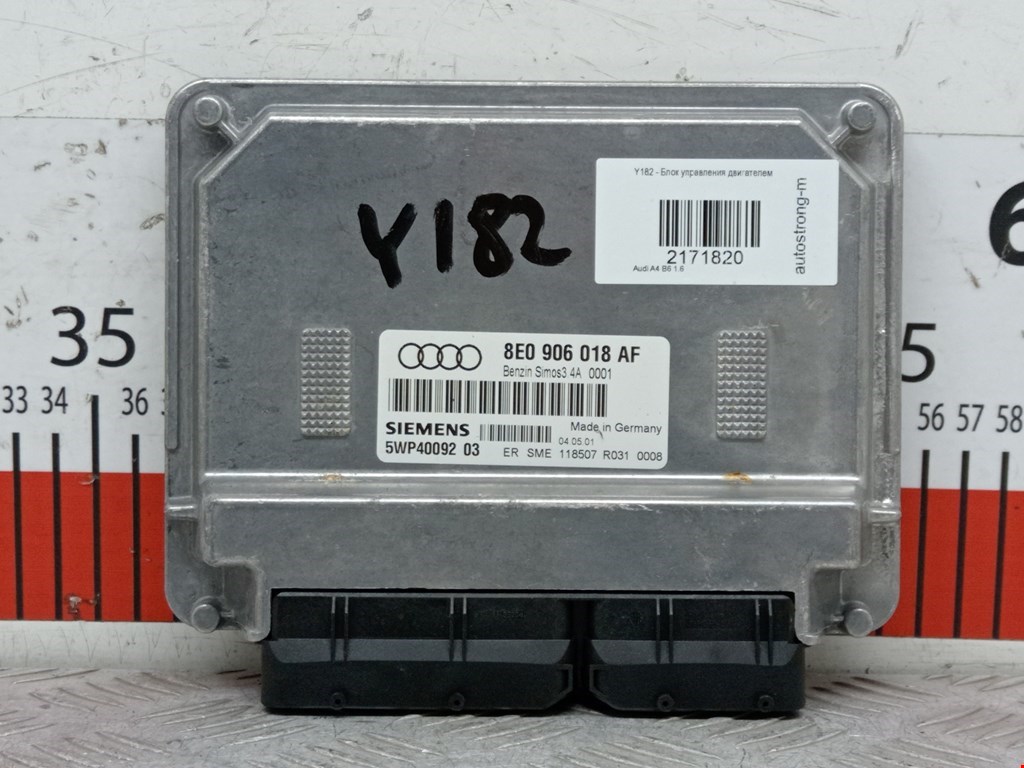 Y182 - Блок управления двигателем
2171820
Audi A4 B6 1.6
autostrong-m
Y182
8E0 906 018 AF
Benzin Simos3.4A 0001
SIEMENS
Made in Germany
04.05.01
5WP40092 03
ER SME 118507 R031 0008
35
33 34 36
5
56 57 58